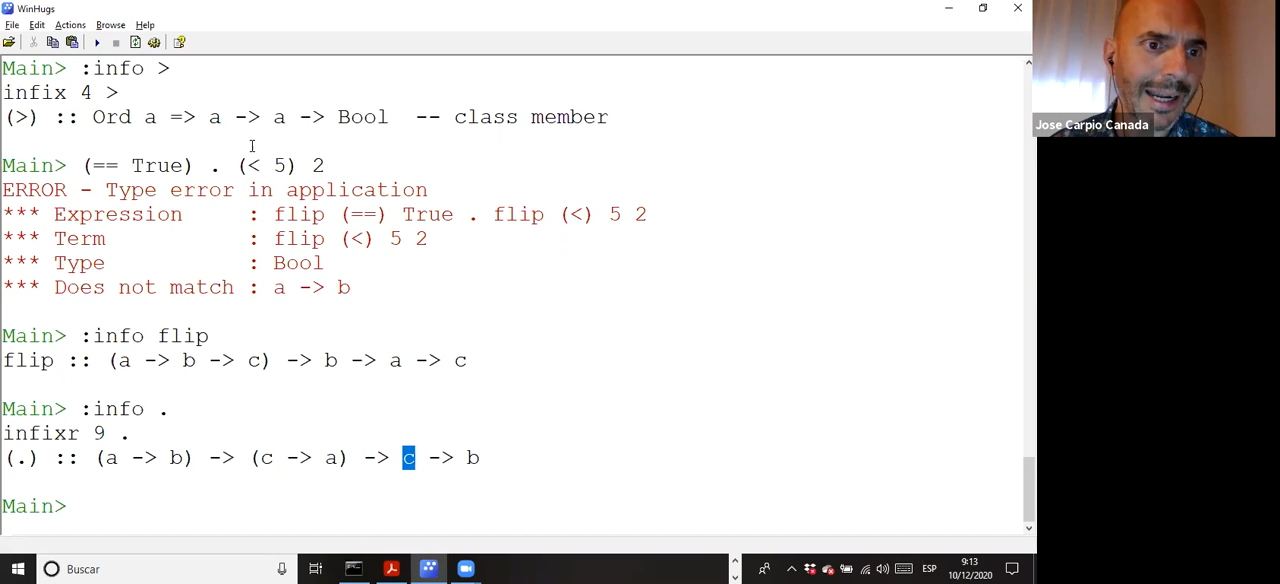 WinHugs
File Edit Actions Browse Help
Main> :info >
infix 4 >
(>) :: Ord a => a -> a -> Bool -- class member
Main> (== True) . (< 5) 2
ERROR - Type error in application
*** Expression : flip (==) True . flip (<) 5 2
*** Term : flip (<) 5 2
*** Type : Bool
*** Does not match : a -> b
Main> :info flip
flip :: (a -> b -> c) -> b -> a -> c
Main> :info .
infixr 9 .
(.) :: (a -> b) -> (c -> a) -> c -> b
Main>
Jose Carpio Canada
Buscar
ESP
9:13
10/12/2020